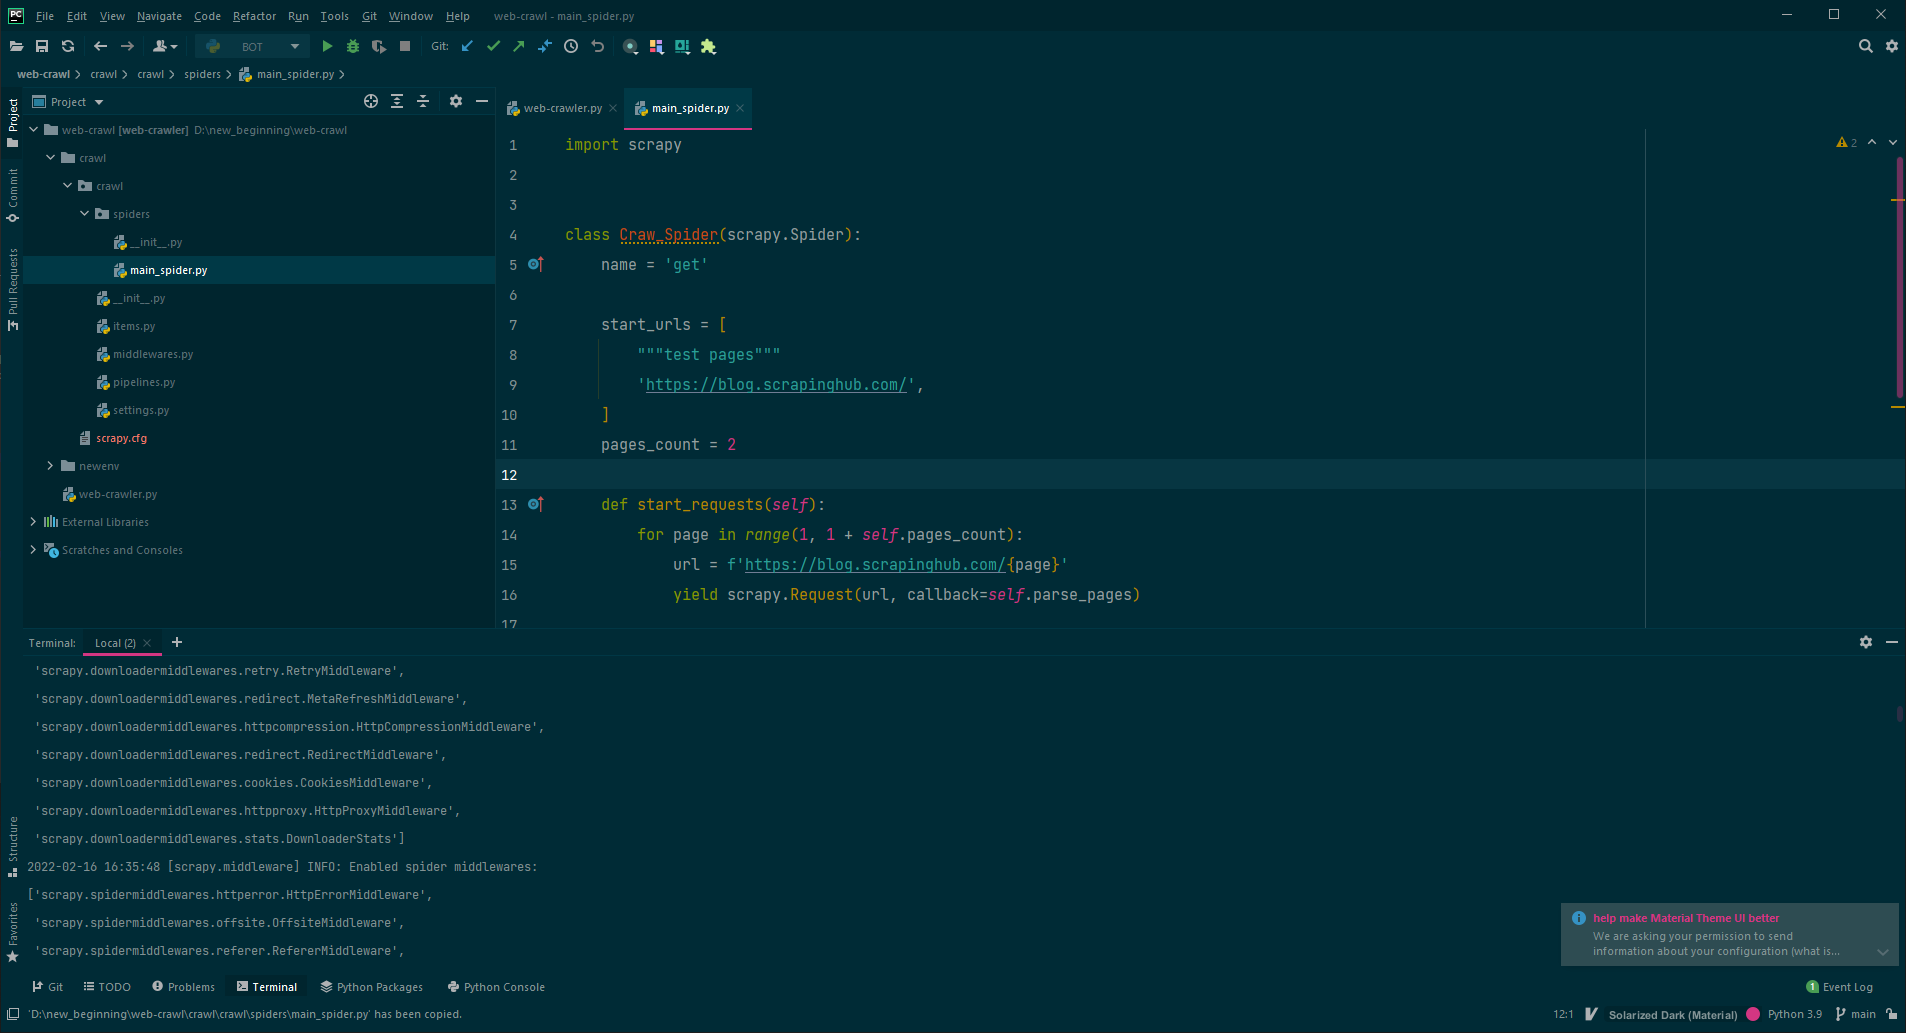 PC File Edit View Navigate Code Refactor Run Tools Git Window Help web-crawl - main_spider.py
BOT Git:
web-crawl crawl crawl spiders main_spider.py
Project
web-crawler.py main_spider.py
Project
Commit
Pull Requests
Structure
Favorites
web-crawl [web-crawler] D:\new_beginning\web-crawl
crawl
crawl
spiders
__init__.py
main_spider.py
__init__.py
items.py
middlewares.py
pipelines.py
settings.py
scrapy.cfg
newenv
web-crawler.py
External Libraries
Scratches and Consoles
2
1 import scrapy
2
3
4 class Craw_Spider(scrapy.Spider):
5 name = 'get'
6
7 start_urls = [
8 """test pages"""
9 'https://blog.scrapinghub.com/',
10 ]
11 pages_count = 2
12
13 def start_requests(self):
14 for page in range(1, 1 + self.pages_count):
15 url = f'https://blog.scrapinghub.com/{page}'
16 yield scrapy.Request(url, callback=self.parse_pages)
17
Terminal: Local (2)
'scrapy.downloadermiddlewares.retry.RetryMiddleware',
'scrapy.downloadermiddlewares.redirect.MetaRefreshMiddleware',
'scrapy.downloadermiddlewares.httpcompression.HttpCompressionMiddleware',
'scrapy.downloadermiddlewares.redirect.RedirectMiddleware',
'scrapy.downloadermiddlewares.cookies.CookiesMiddleware',
'scrapy.downloadermiddlewares.httpproxy.HttpProxyMiddleware',
'scrapy.downloadermiddlewares.stats.DownloaderStats']
2022-02-16 16:35:48 [scrapy.middleware] INFO: Enabled spider middlewares:
['scrapy.spidermiddlewares.httperror.HttpErrorMiddleware',
'scrapy.spidermiddlewares.offsite.OffsiteMiddleware',
'scrapy.spidermiddlewares.referer.RefererMiddleware',
help make Material Theme UI better
We are asking your permission to send
information about your configuration (what is...
Git TODO Problems Terminal Python Packages Python Console 1 Event Log
'D:\new_beginning\web-crawl\crawl\crawl\spiders\main_spider.py' has been copied. 12:1 Solarized Dark (Material) Python 3.9 main